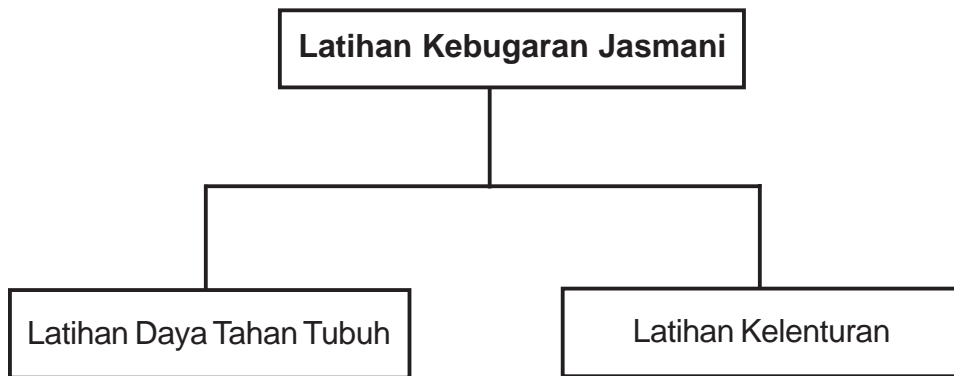 Latihan Kebugaran Jasmani
Latihan Daya Tahan Tubuh
Latihan Kelenturan